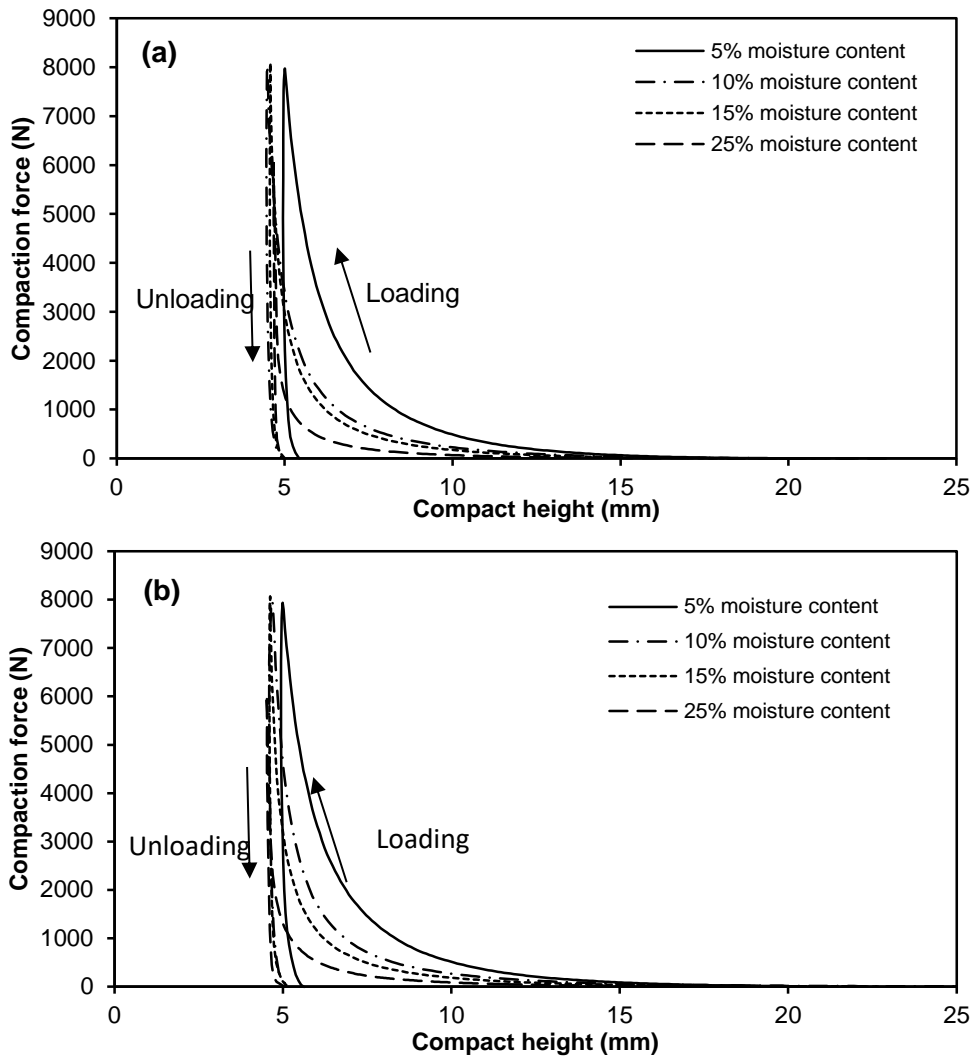 9000
(a)
8000
7000
6000
5000
4000
3000
2000
1000
0
Compaction force (N)
5% moisture content
10% moisture content
15% moisture content
25% moisture content
Unloading
Loading
0 5 10 15 20 25
Compact height (mm)
9000
(b)
8000
7000
6000
5000
4000
3000
2000
1000
0
Compaction force (N)
5% moisture content
10% moisture content
15% moisture content
25% moisture content
Unloading
Loading
0 5 10 15 20 25
Compact height (mm)